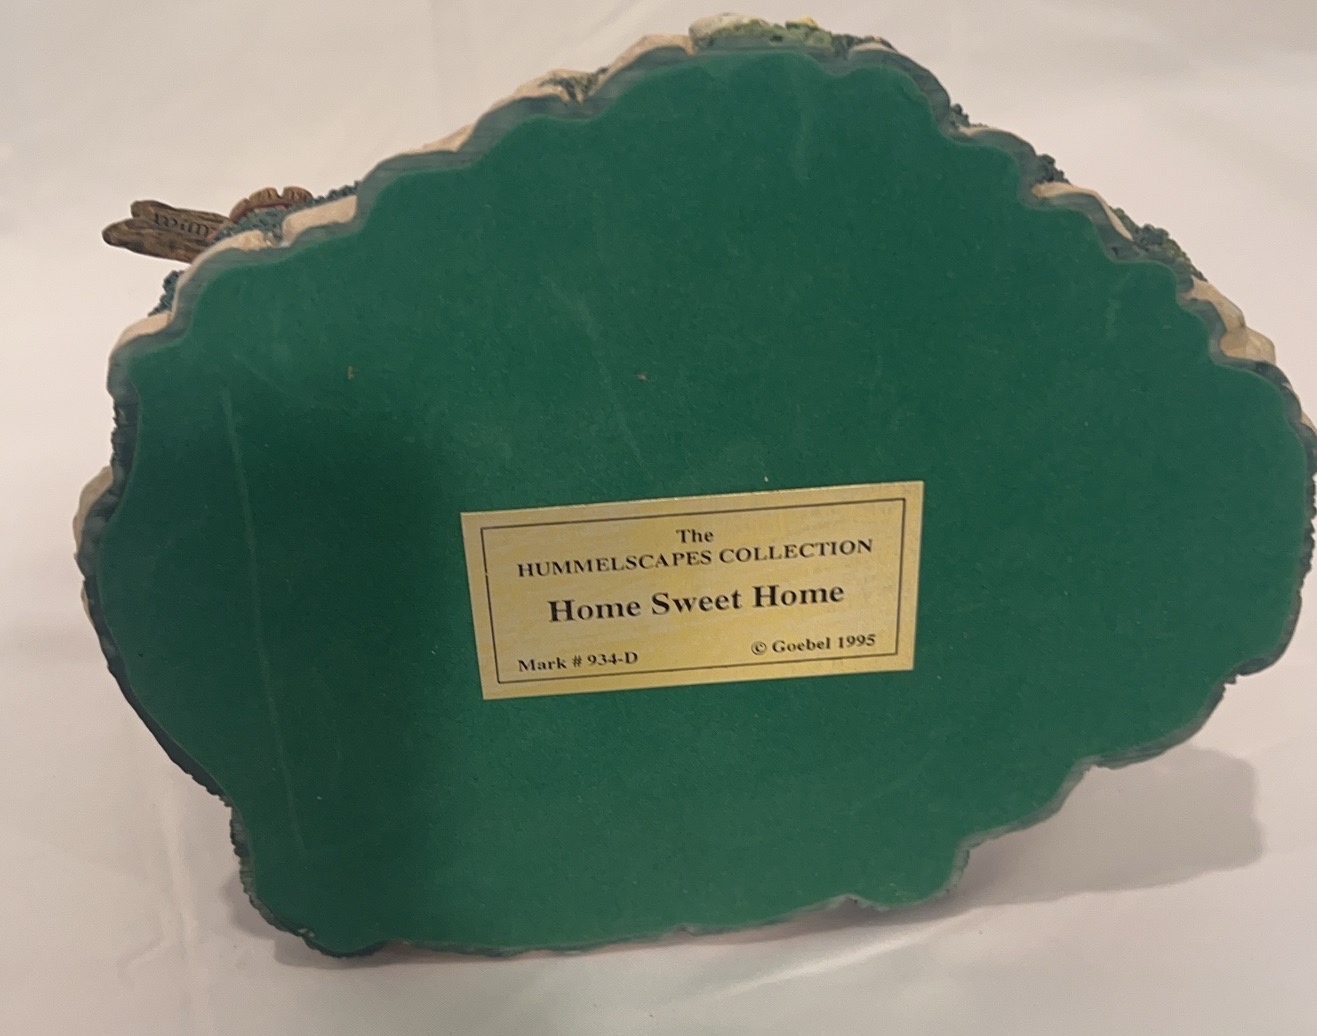 The
HUMMELSCAPES COLLECTION
Home Sweet Home
Mark # 934-D
© Goebel 1995